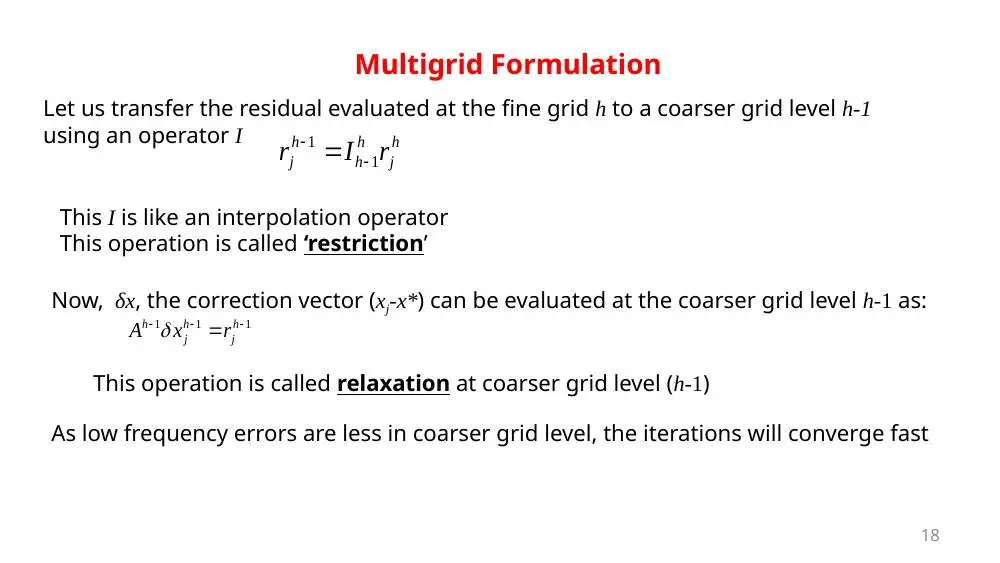 Multigrid Formulation
Let us transfer the residual evaluated at the fine grid h to a coarser grid level h-1
using an operator I
r_j^{h-1} = I_{h-1}^h r_j^h
This I is like an interpolation operator
This operation is called ‘restriction’
Now, δx, the correction vector (x_j-x*) can be evaluated at the coarser grid level h-1 as:
A^{h-1} δx_j^{h-1} = r_j^{h-1}
This operation is called relaxation at coarser grid level (h-1)
As low frequency errors are less in coarser grid level, the iterations will converge fast
18